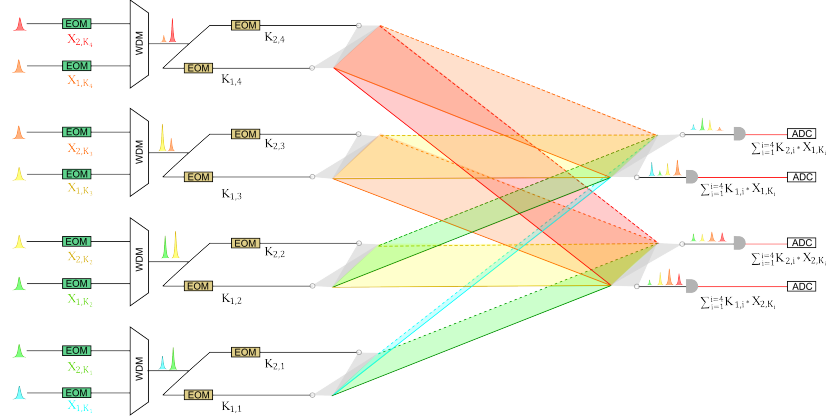 EOM
X2,Ki
EOM
X1,Ki
WDM
EOM
K2,4
EOM
K1,4
EOM
X2,Ki
EOM
X1,Ki
WDM
EOM
K2,3
EOM
K1,3
EOM
X2,Ki
EOM
X1,Ki
WDM
EOM
K2,2
EOM
K1,2
EOM
X2,Ki
EOM
X1,Ki
WDM
EOM
K2,1
EOM
K1,1
ADC
∑i=1i=4 K2,i * X1,Ki
ADC
∑i=1i=4 K1,i * X1,Ki
ADC
∑i=1i=4 K2,i * X2,Ki
ADC
∑i=1i=4 K1,i * X2,Ki